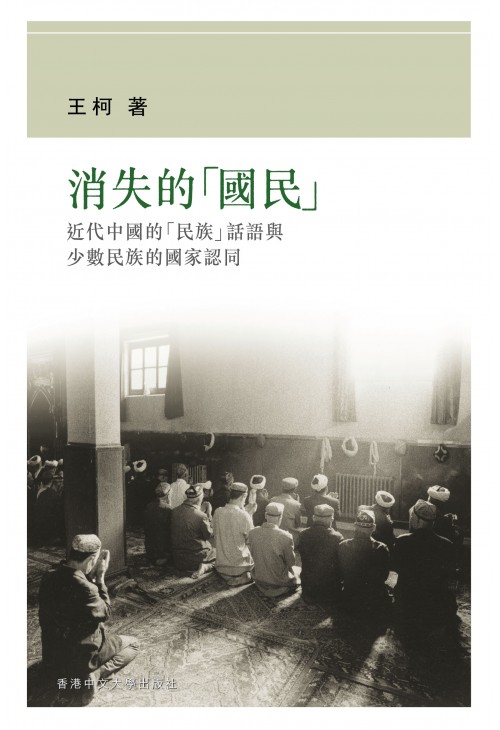 王柯 著
消失的「國民」
近代中國的「民族」話語與
少數民族的國家認同
香港中文大學出版社